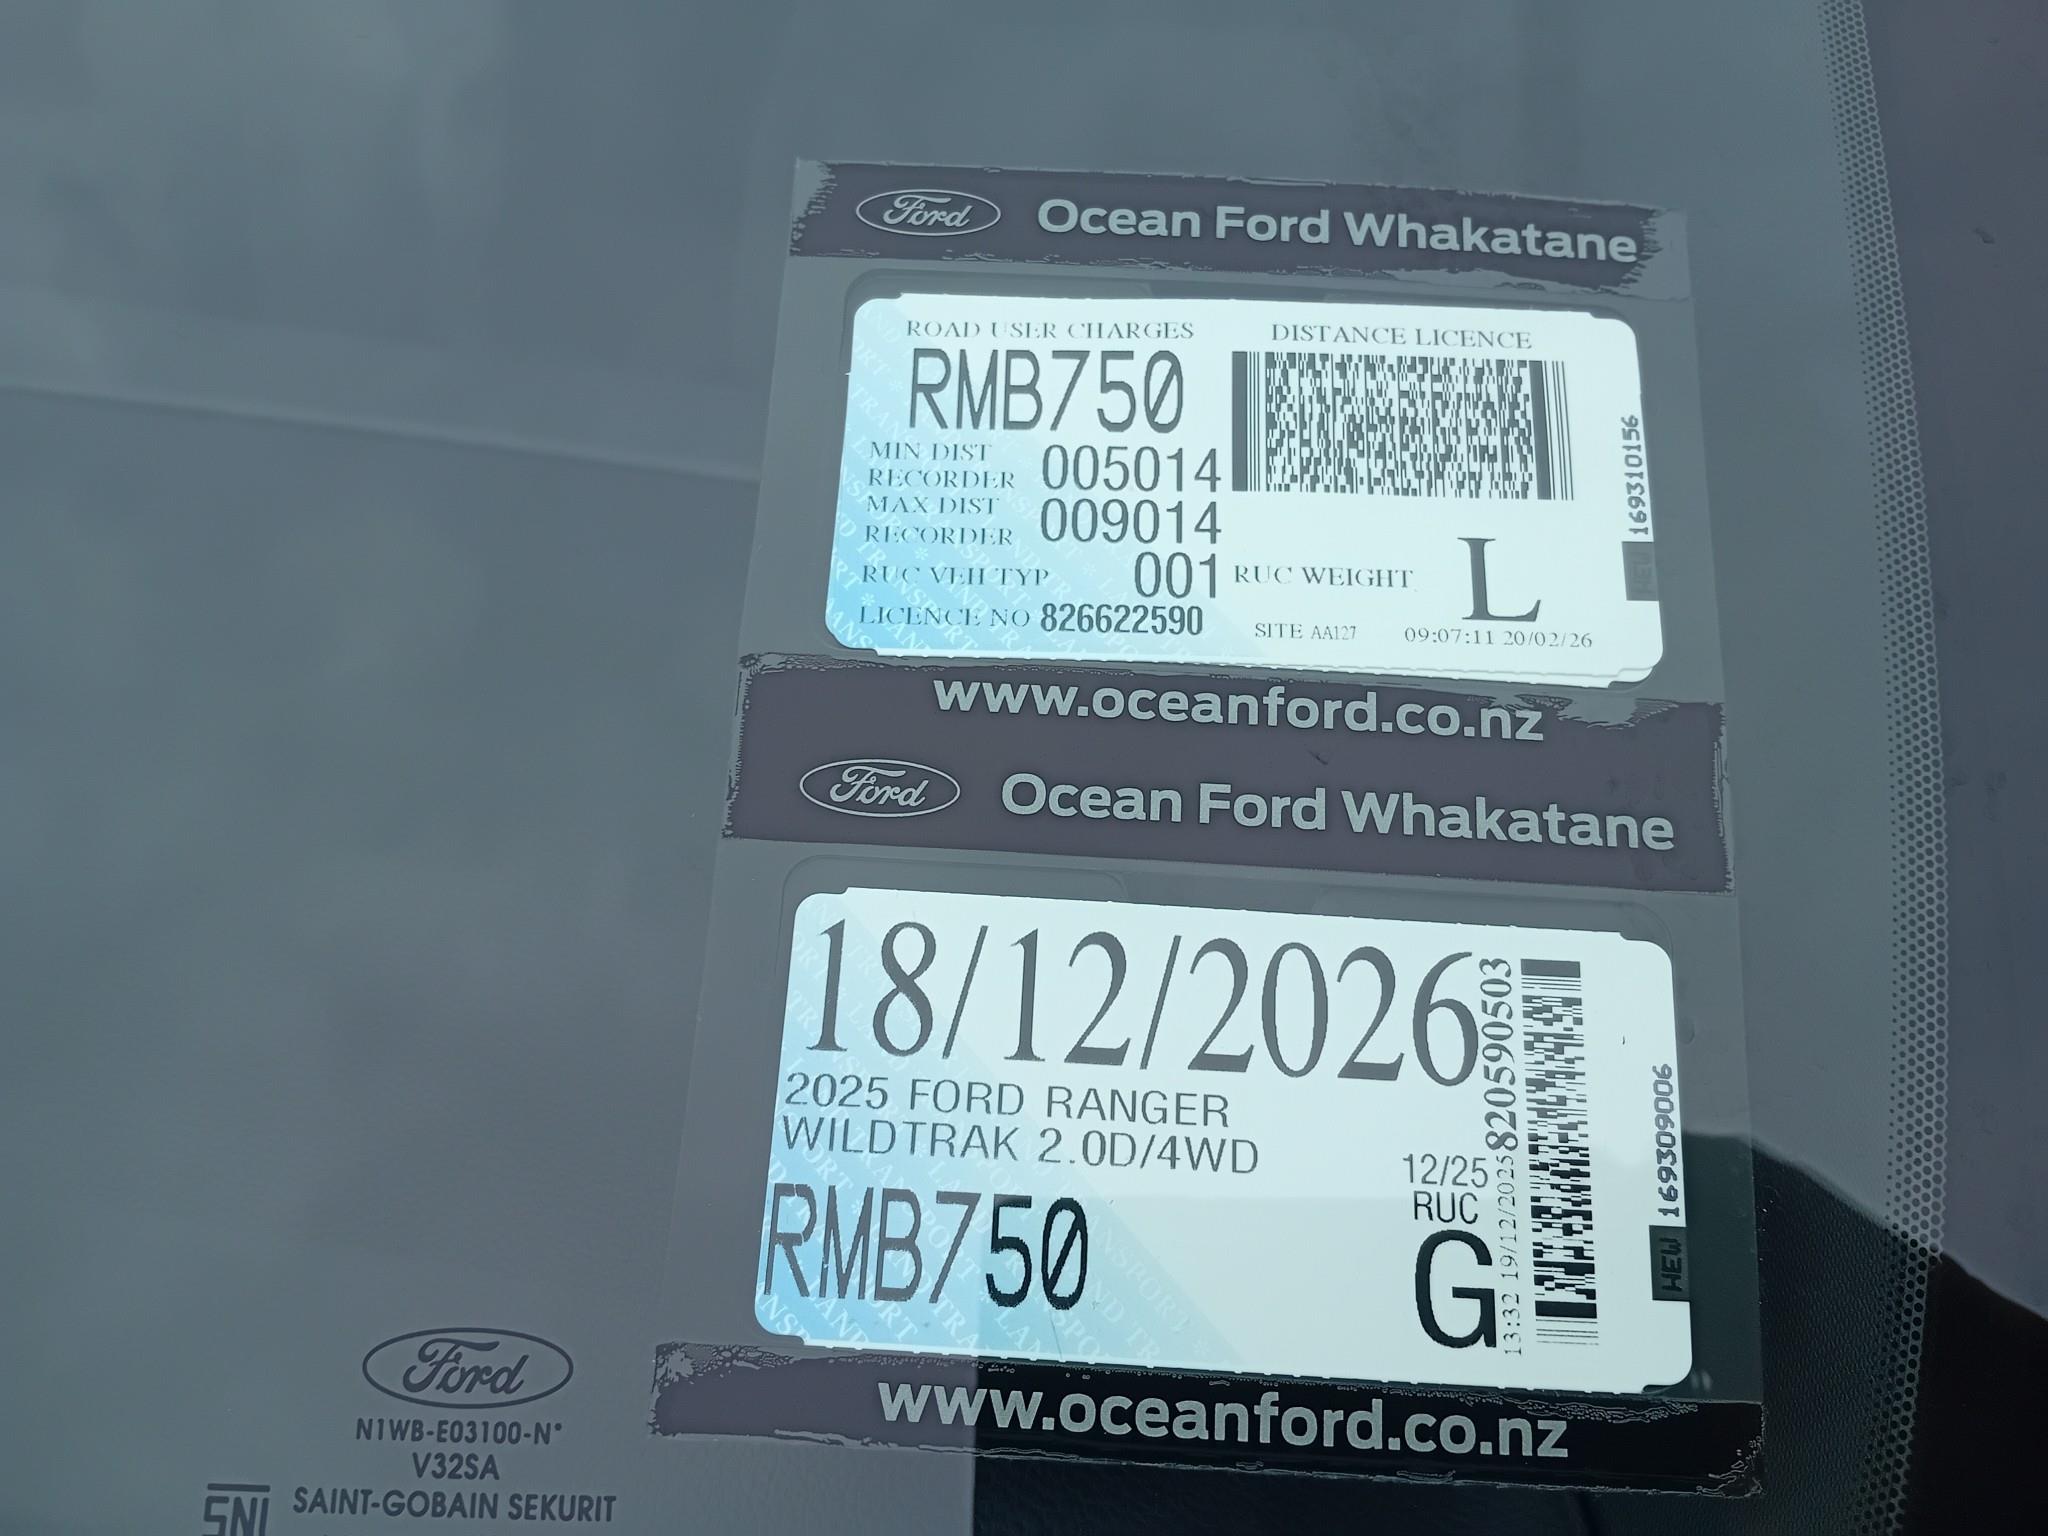 Ford Ocean Ford Whakatane
ROAD USER CHARGES DISTANCE LICENCE
RMB750
MIN DIST
RECORDER 005014
MAX DIST
RECORDER 009014
RUC VEH TYP 001 RUC WEIGHT L
LICENCE NO 826622590 SITE AA127 09:07:11 20/02/26
169310156
www.oceanford.co.nz
Ford Ocean Ford Whakatane
18/12/2026
2025 FORD RANGER
WILDTRAK 2.0D/4WD
12/25
RUC
RMB750 G
13:32 19/12/2025 820590503
NEW 169309006
www.oceanford.co.nz
Ford
N1WB-E03100-N*
V32SA
SNI SAINT-GOBAIN SEKURIT